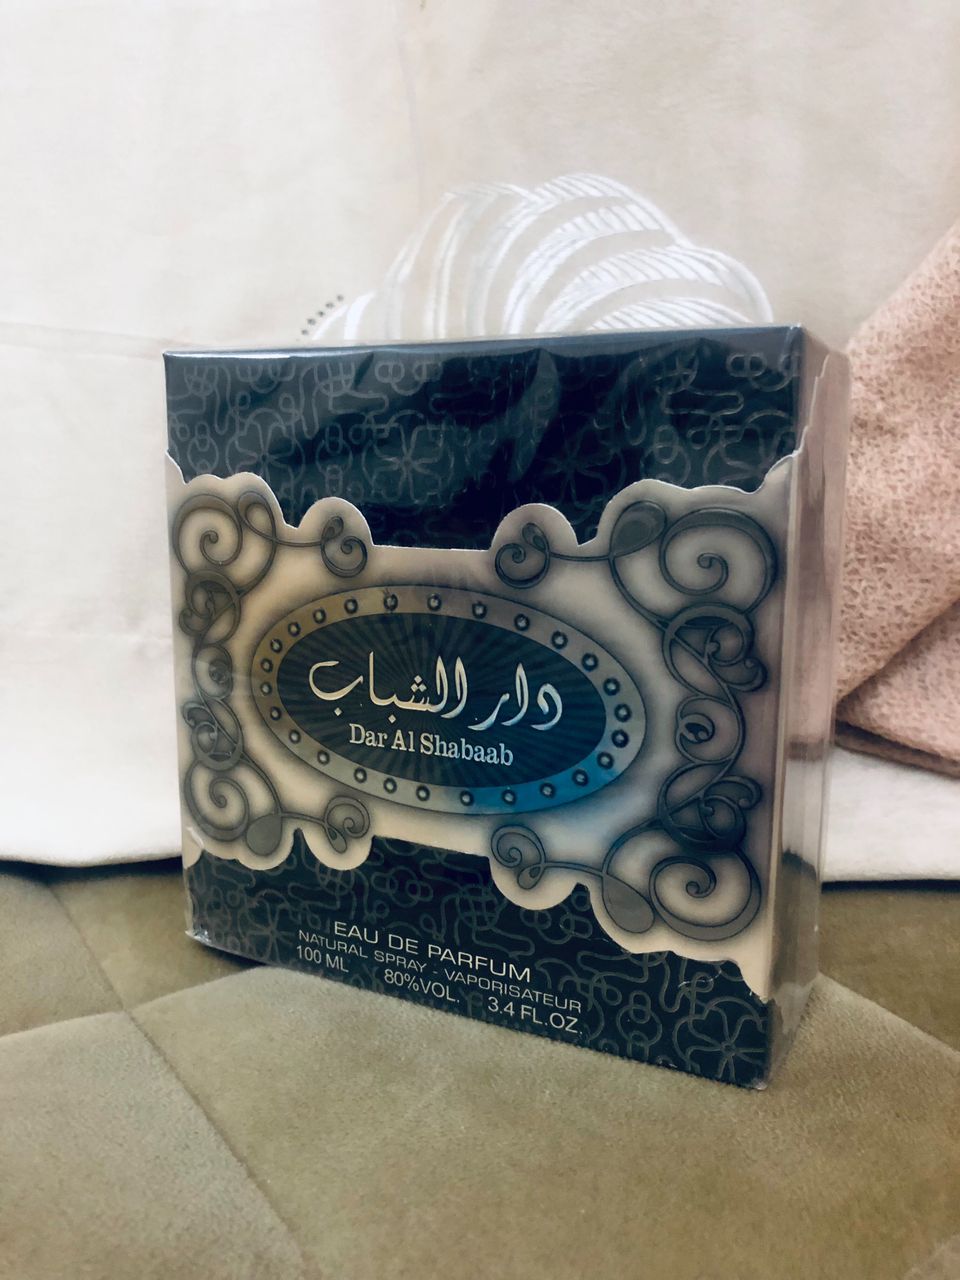 دار الشباب
Dar Al Shabaab
EAU DE PARFUM
NATURAL SPRAY - VAPORISATEUR
100 ML 80%VOL. 3.4 FL.OZ.